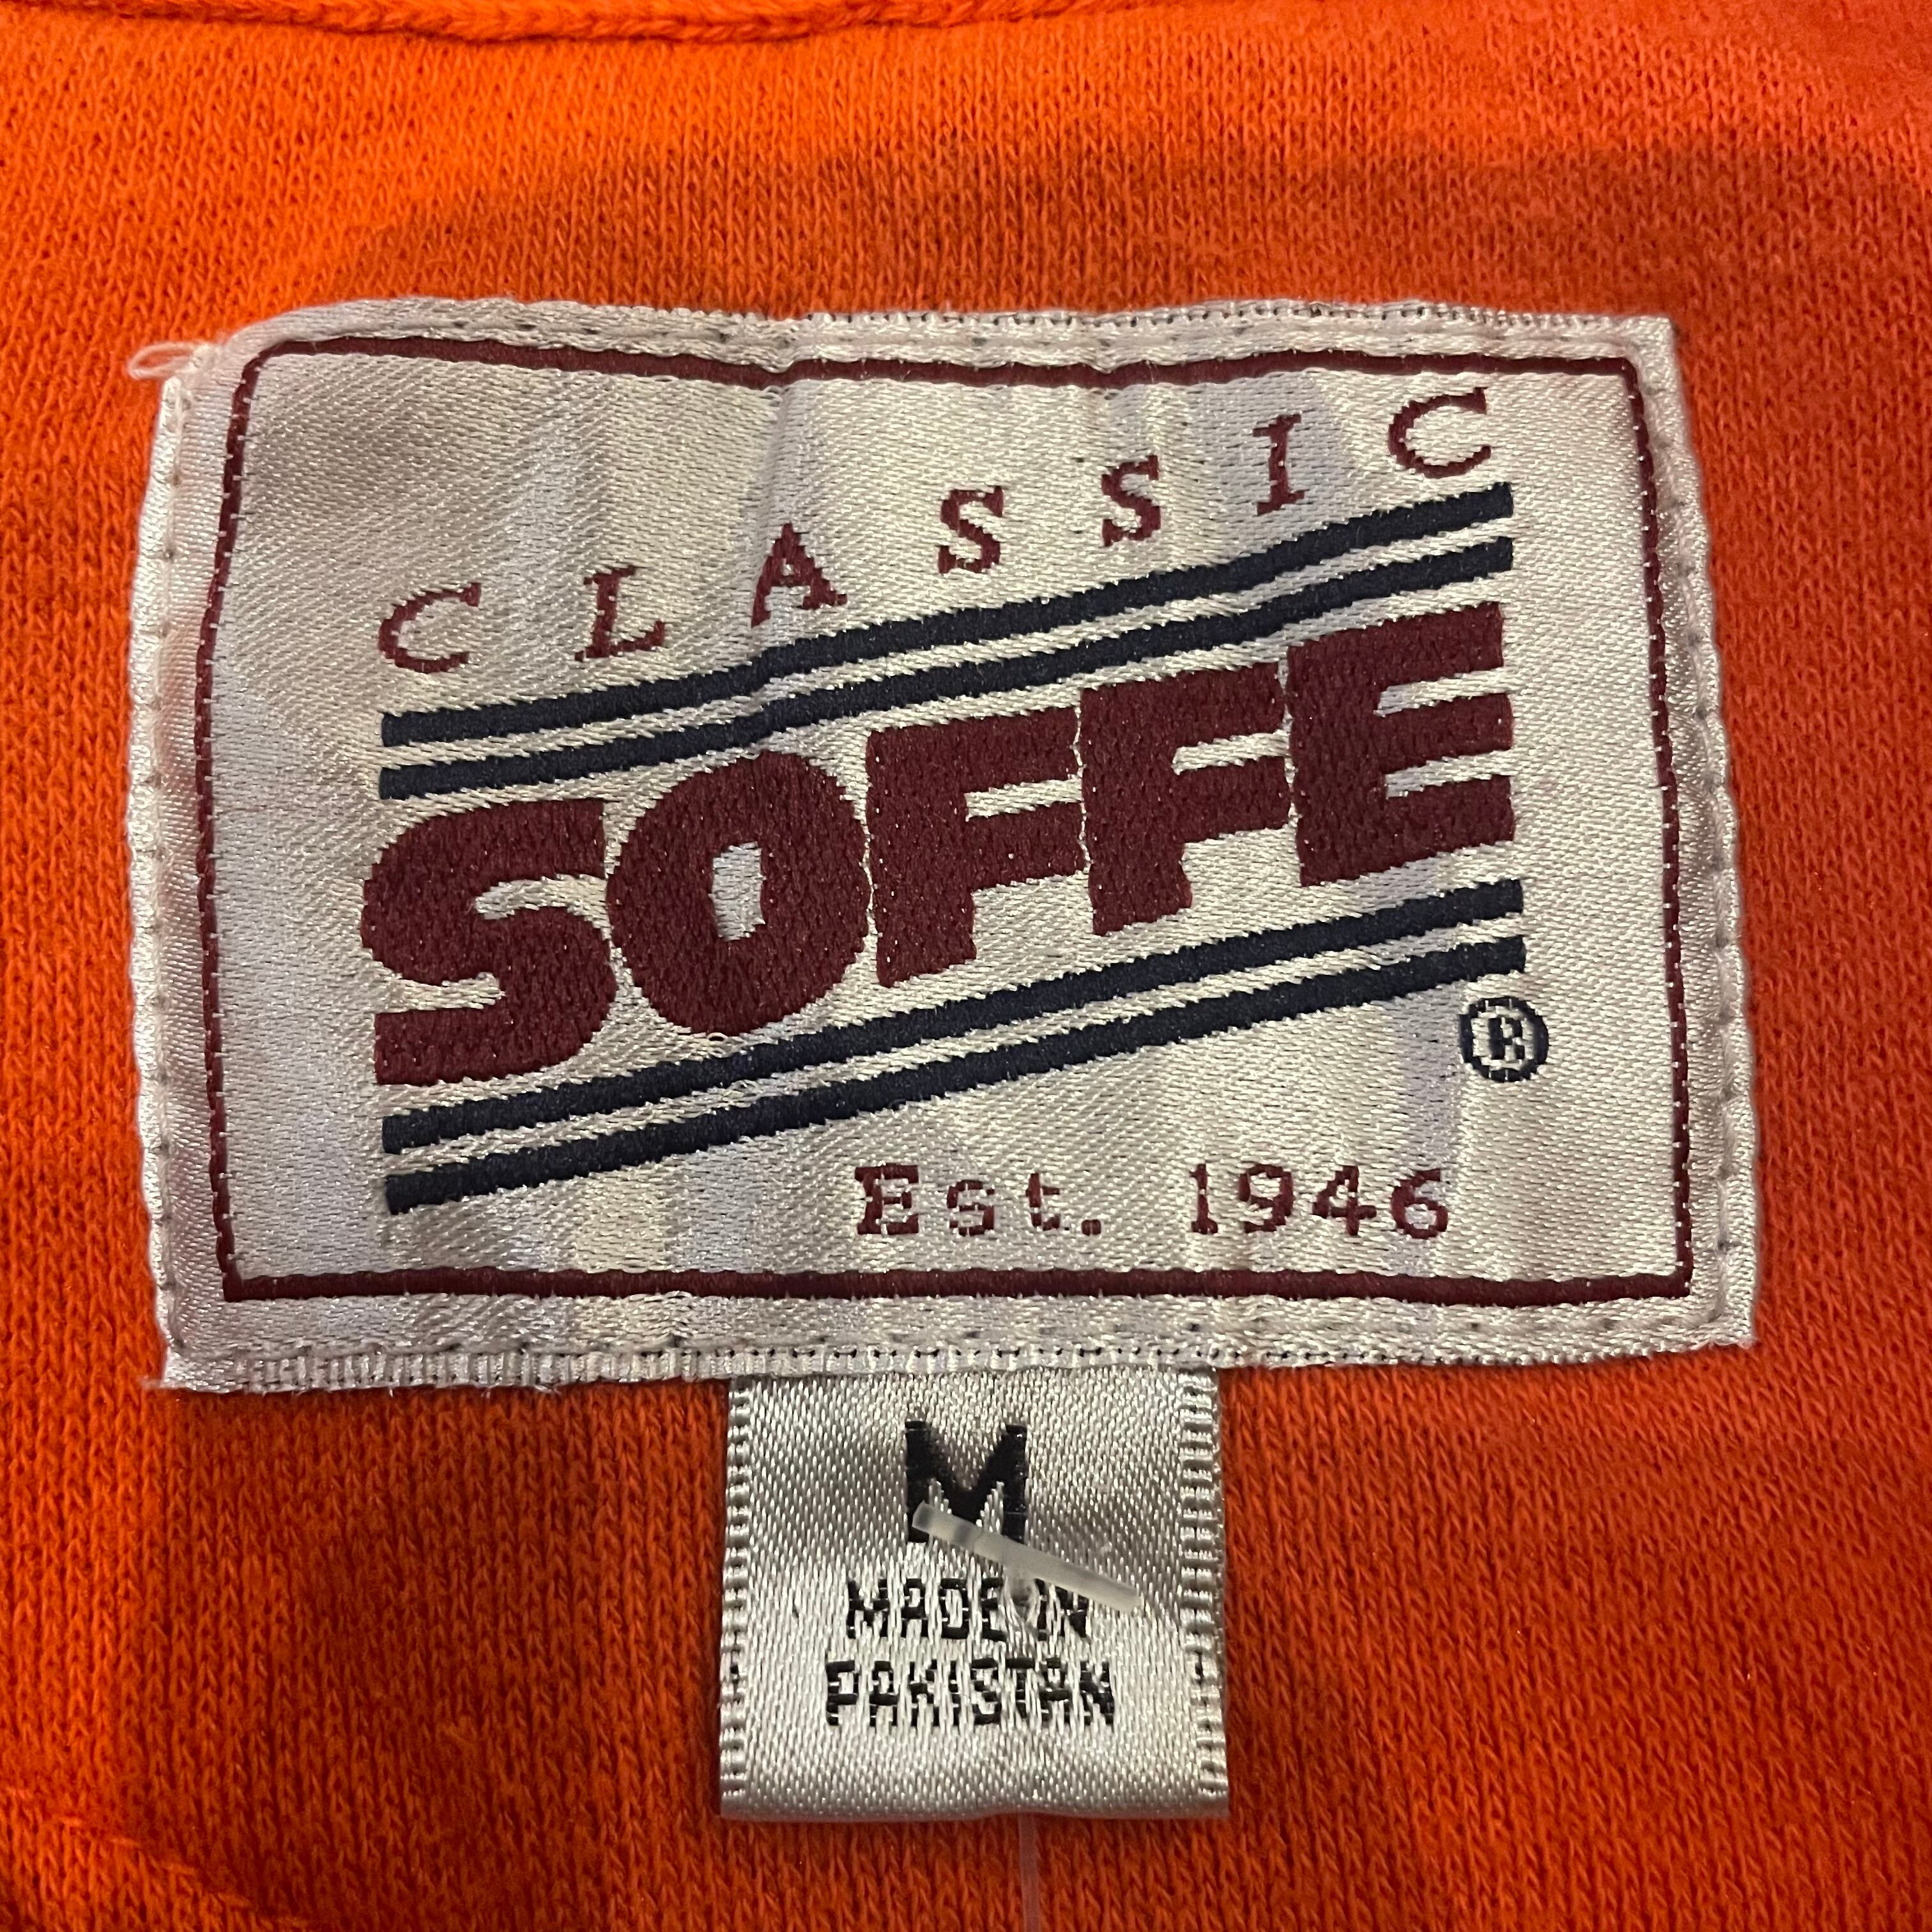 CLASSIC
SOFFE
®
Est. 1946
M
MADE IN
PAKISTAN